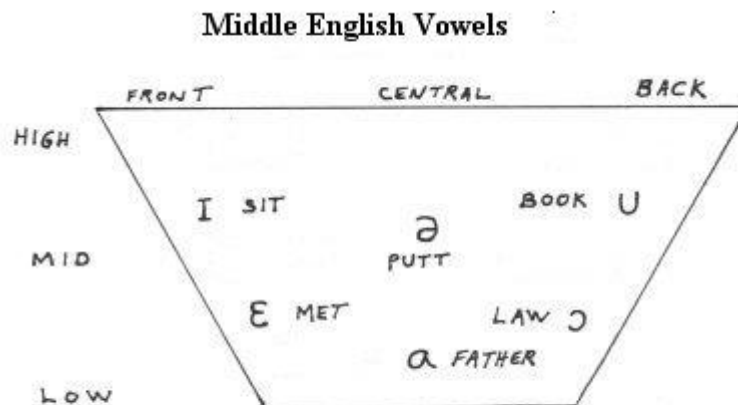 Middle English Vowels
FRONT CENTRAL BACK
HIGH
I SIT BOOK U
ə
MID PUTT
Ɛ MET LAW Ɔ
a FATHER
LOW